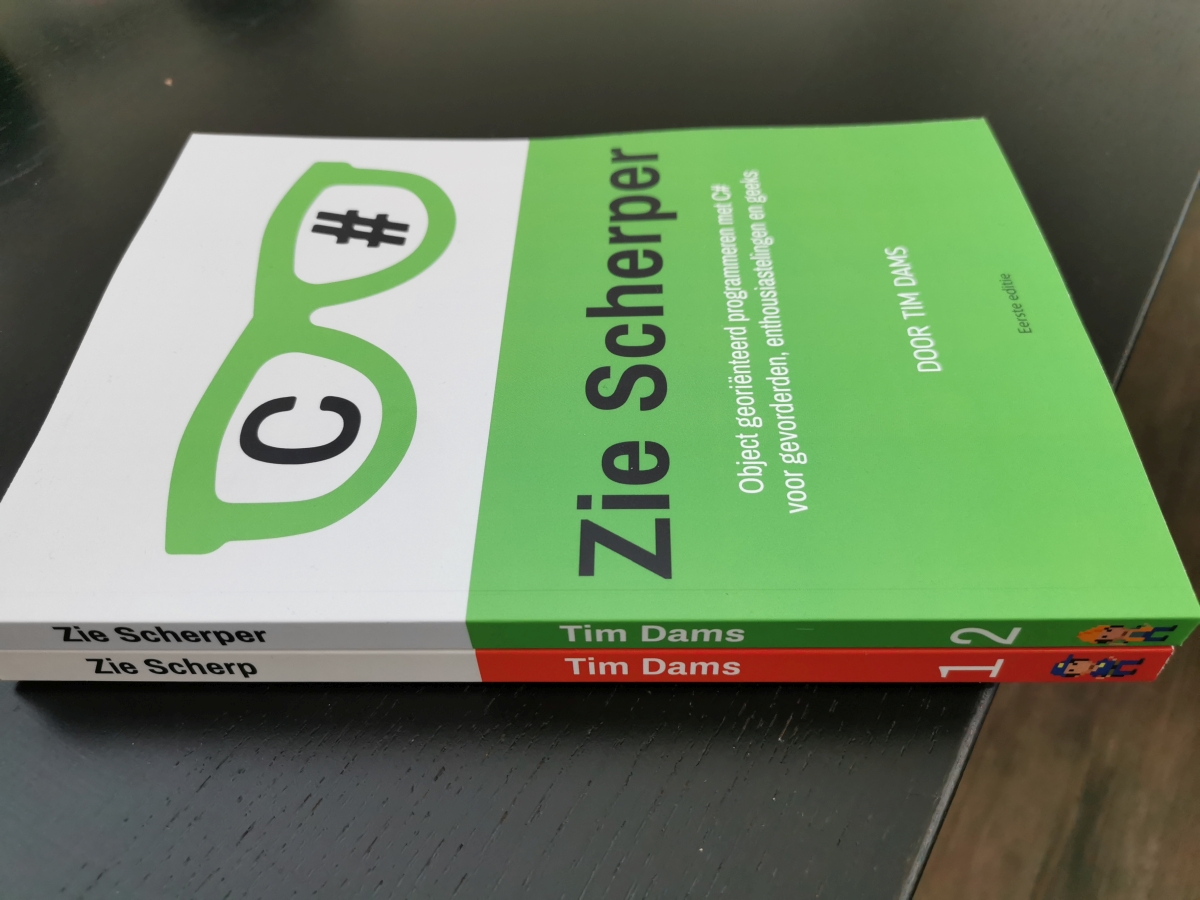 C #
Zie Scherper
Object georiënteerd programmeren met C#
voor gevorderden, enthousiastelingen en geeks
DOOR TIM DAMS
Eerste editie
Zie Scherper Tim Dams 2
Zie Scherp Tim Dams 1